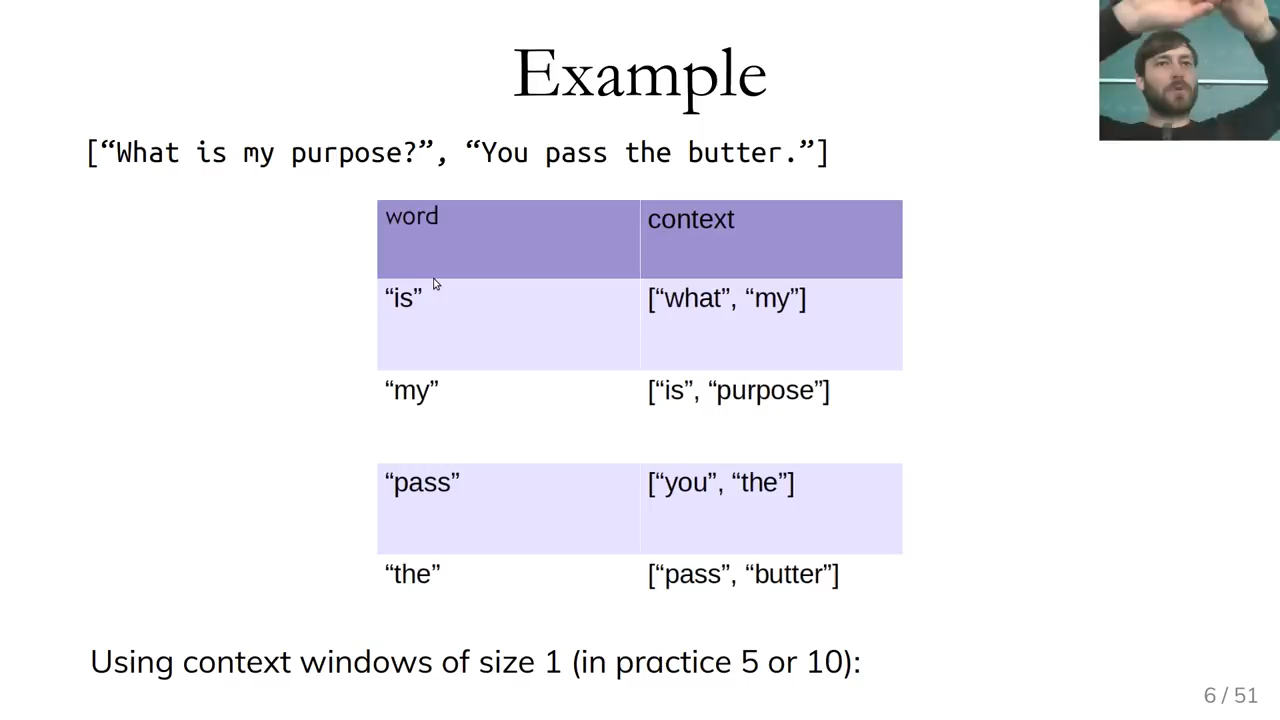 Example
[“What is my purpose?”, “You pass the butter.”]
word context
“is” [“what”, “my”]
“my” [“is”, “purpose”]
“pass” [“you”, “the”]
“the” [“pass”, “butter”]
Using context windows of size 1 (in practice 5 or 10):
6 / 51